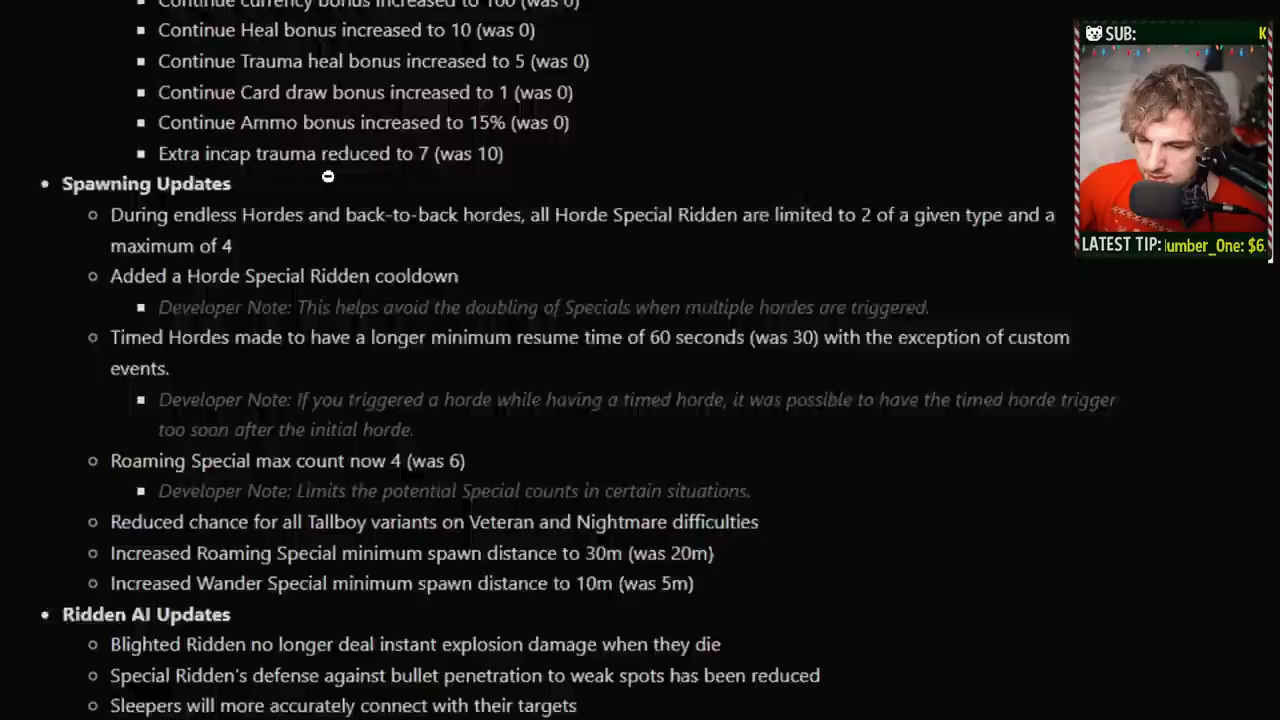 Continue currency bonus increased to 100 (was 0)
Continue Heal bonus increased to 10 (was 0)
Continue Trauma heal bonus increased to 5 (was 0)
Continue Card draw bonus increased to 1 (was 0)
Continue Ammo bonus increased to 15% (was 0)
Extra incap trauma reduced to 7 (was 10)
Spawning Updates
During endless Hordes and back-to-back hordes, all Horde Special Ridden are limited to 2 of a given type and a
maximum of 4
Added a Horde Special Ridden cooldown
Developer Note: This helps avoid the doubling of Specials when multiple hordes are triggered.
Timed Hordes made to have a longer minimum resume time of 60 seconds (was 30) with the exception of custom
events.
Developer Note: If you triggered a horde while having a timed horde, it was possible to have the timed horde trigger
too soon after the initial horde.
Roaming Special max count now 4 (was 6)
Developer Note: Limits the potential Special counts in certain situations.
Reduced chance for all Tallboy variants on Veteran and Nightmare difficulties
Increased Roaming Special minimum spawn distance to 30m (was 20m)
Increased Wander Special minimum spawn distance to 10m (was 5m)
Ridden AI Updates
Blighted Ridden no longer deal instant explosion damage when they die
Special Ridden's defense against bullet penetration to weak spots has been reduced
Sleepers will more accurately connect with their targets
SUB: K
LATEST TIP: umber_One: $6.